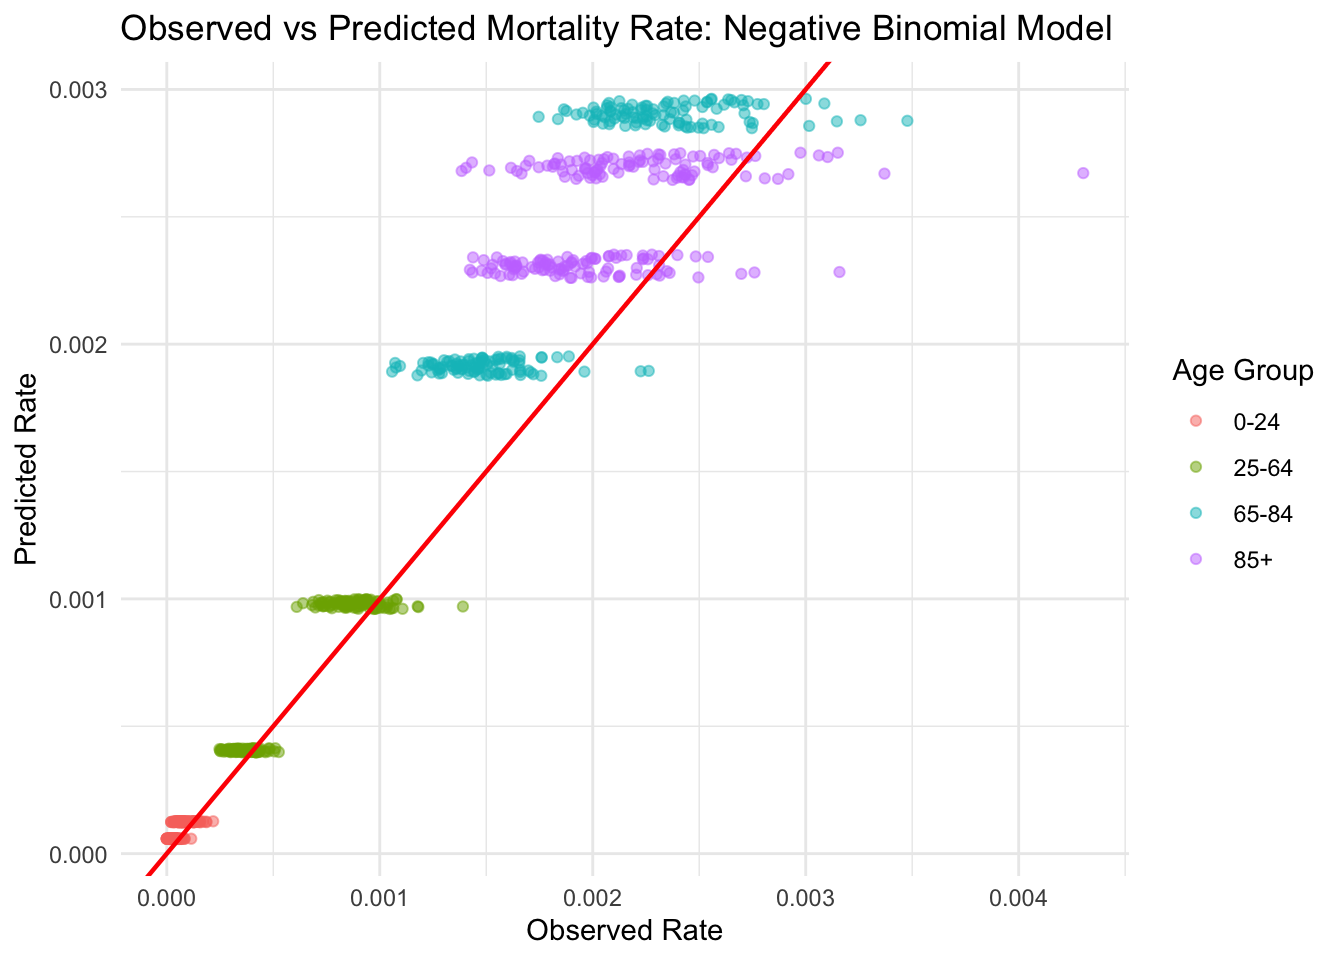 Observed vs Predicted Mortality Rate: Negative Binomial Model
0.003
0.002
0.001
0.000
Predicted Rate
0.000 0.001 0.002 0.003 0.004
Observed Rate
Age Group
0-24
25-64
65-84
85+